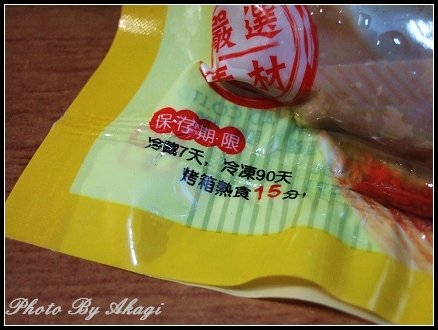 嚴選
素材
保·存·期·限
冷藏7天，冷凍90天
烤箱熟食15分，
Photo By Akagi